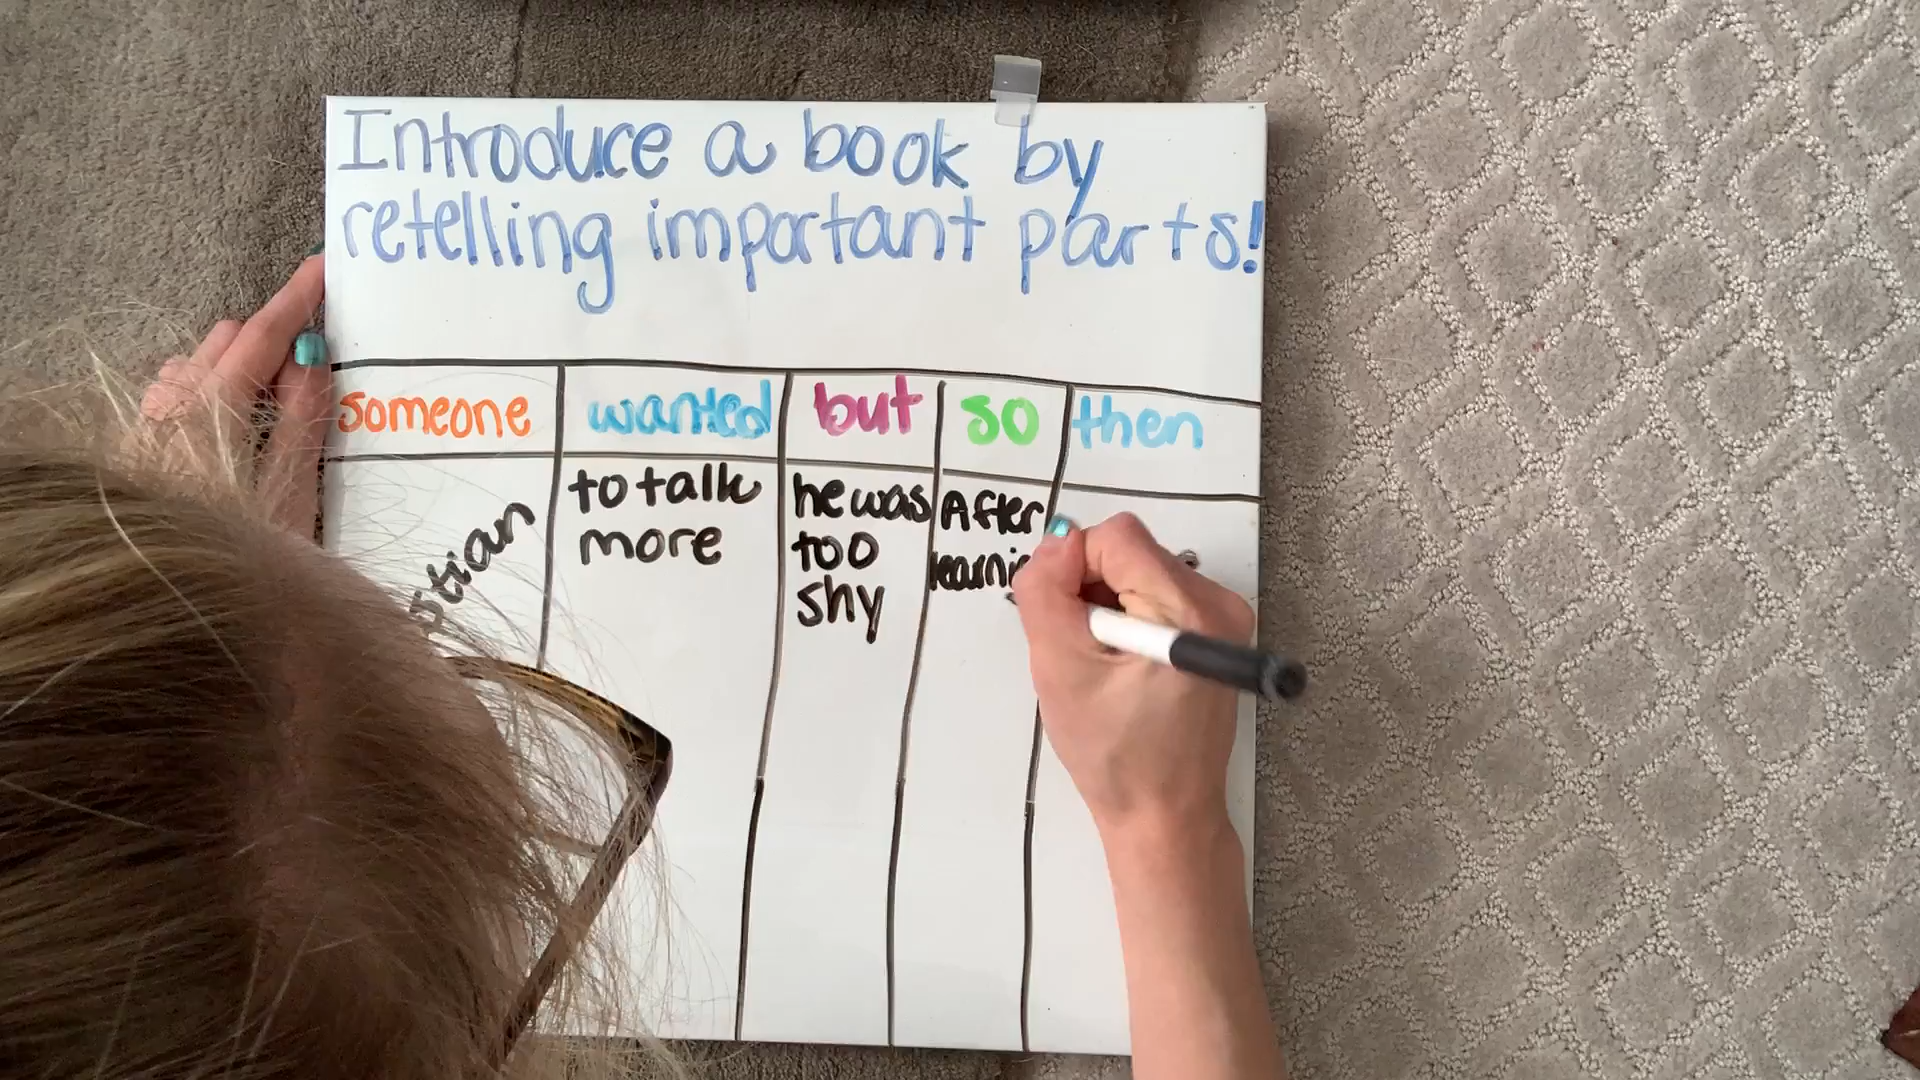 Introduce a book by
retelling important parts!
someone wanted but so then
to talk
more
he was
too
shy
After